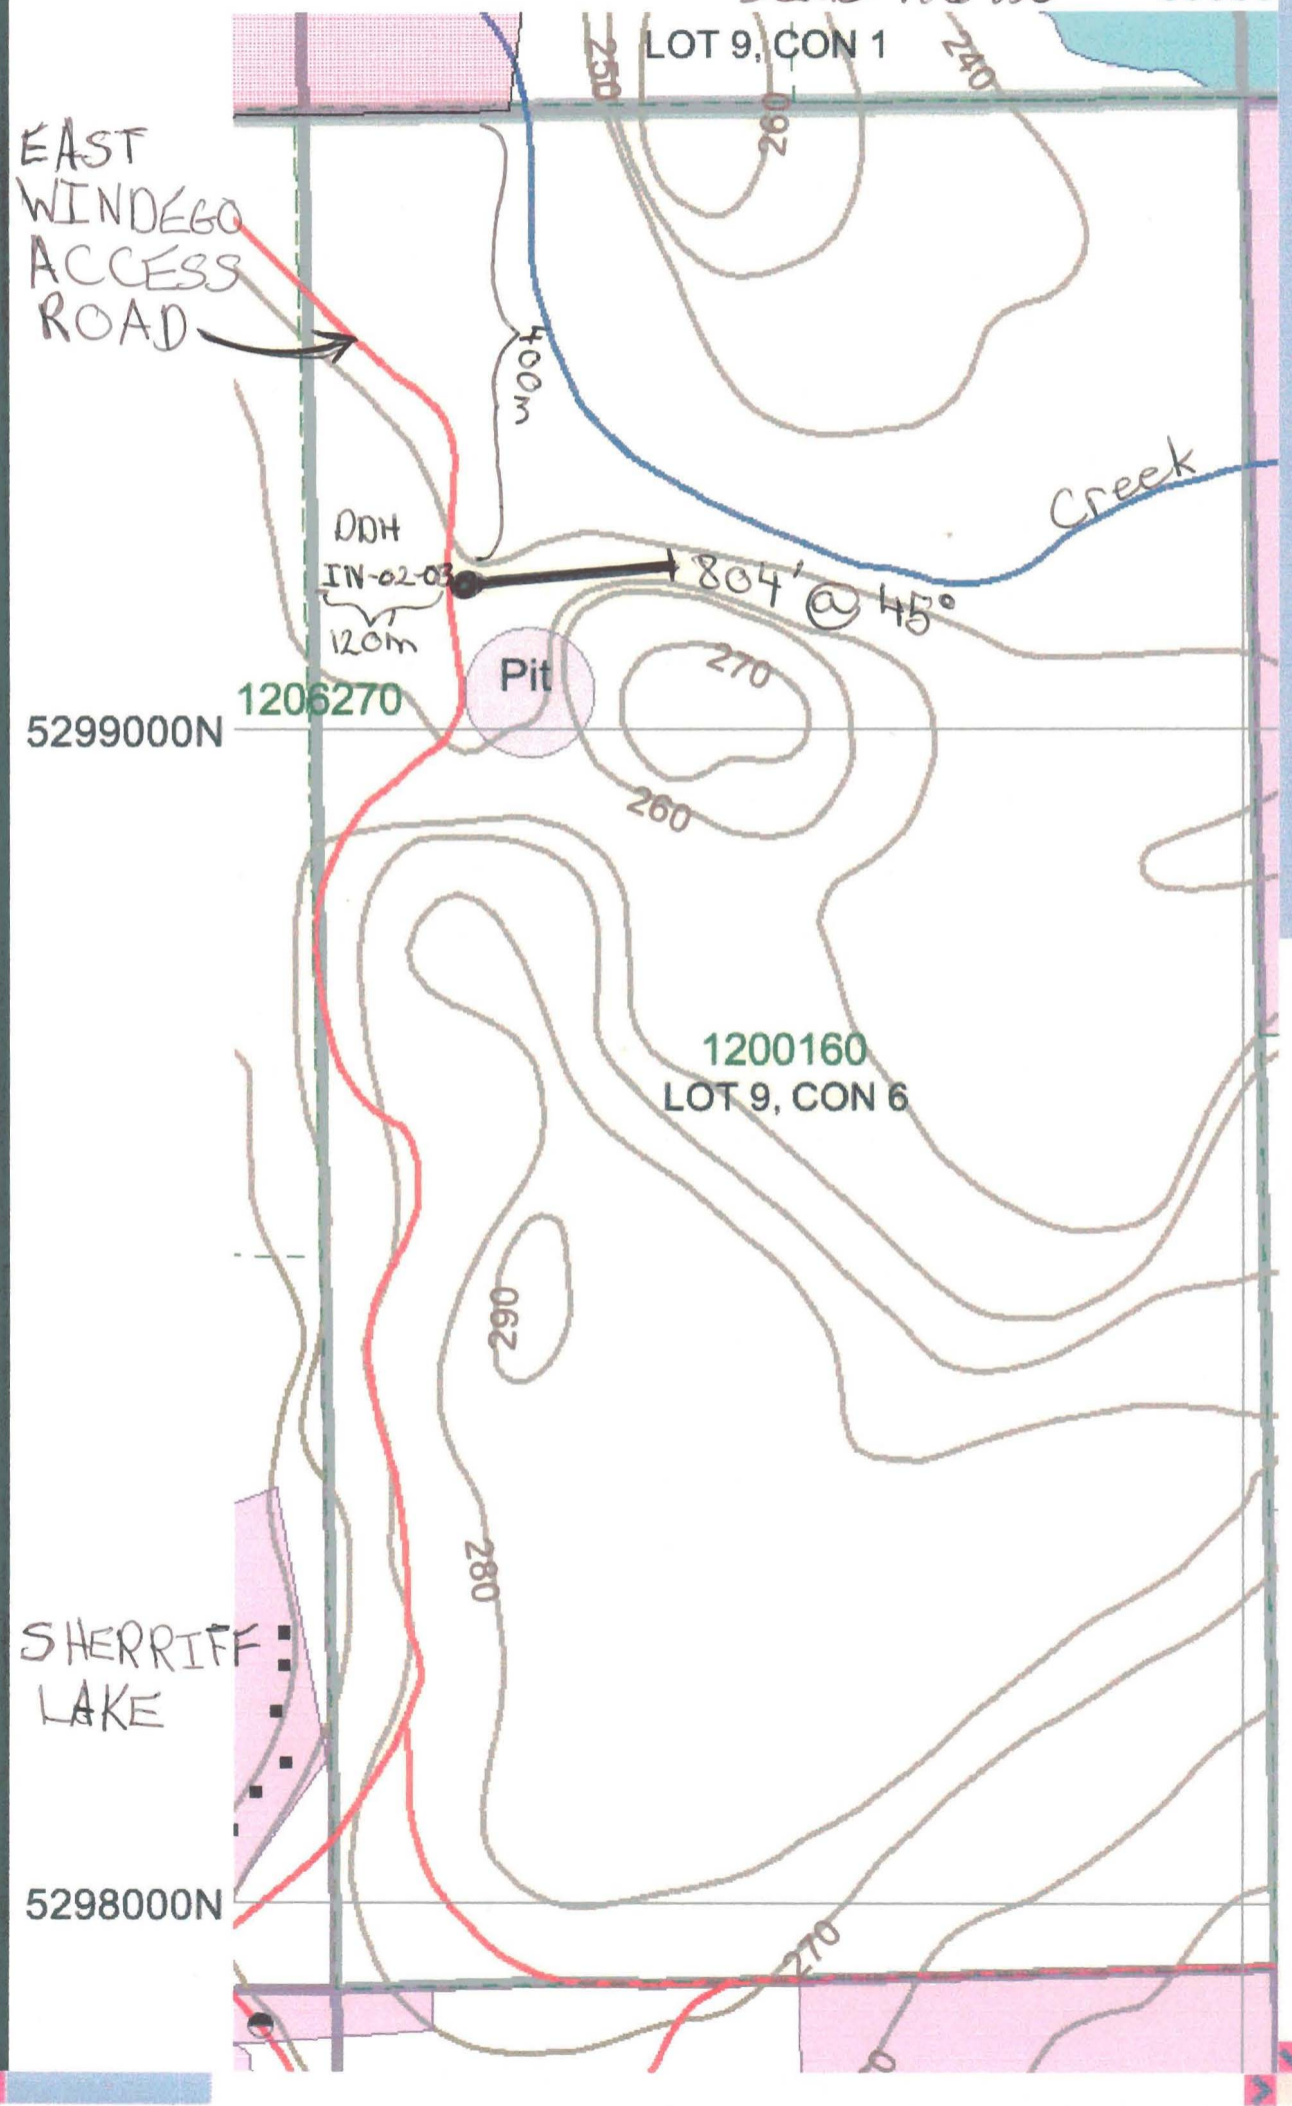 LOT 9, CON 1
250
240
260
EAST
WINDEGO
ACCESS
ROAD
400m
Creek
DDH
IN-02-03
120m
804' @ 45°
Pit
270
1206270
5299000N
260
1200160
LOT 9, CON 6
290
280
SHERRIFF
LAKE
5298000N
270